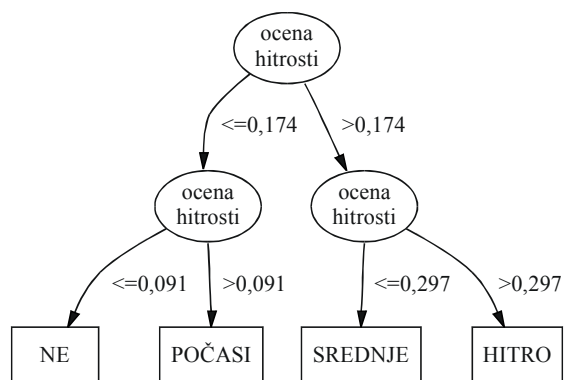 ocena
hitrosti
<=0,174
>0,174
ocena
hitrosti
ocena
hitrosti
<=0,091
>0,091
<=0,297
>0,297
NE
POČASI
SREDNJE
HITRO